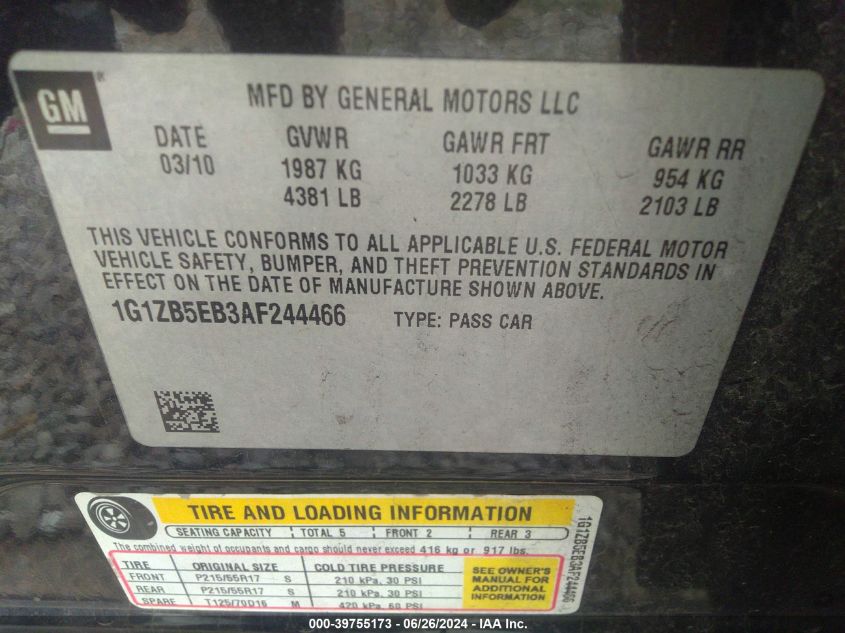 GM
MFD BY GENERAL MOTORS LLC
DATE GVWR GAWR FRT GAWR RR
03/10 1987 KG 1033 KG 954 KG
4381 LB 2278 LB 2103 LB
THIS VEHICLE CONFORMS TO ALL APPLICABLE U.S. FEDERAL MOTOR
VEHICLE SAFETY, BUMPER, AND THEFT PREVENTION STANDARDS IN
EFFECT ON THE DATE OF MANUFACTURE SHOWN ABOVE.
1G1ZB5EB3AF244466 TYPE: PASS CAR
TIRE AND LOADING INFORMATION
SEATING CAPACITY TOTAL 5 FRONT 2 REAR 3
The combined weight of occupants and cargo should never exceed 416 kg or 917 lbs.
TIRE ORIGINAL SIZE COLD TIRE PRESSURE
FRONT P215/55R17 S 210 kPa, 30 PSI
REAR P215/55R17 S 210 kPa, 30 PSI
SPARE T125/70D16 M 420 kPa, 60 PSI
SEE OWNER'S
MANUAL FOR
ADDITIONAL
INFORMATION
1G1ZB5EB3AF244466
000-39755173 - 06/26/2024 - IAA Inc.